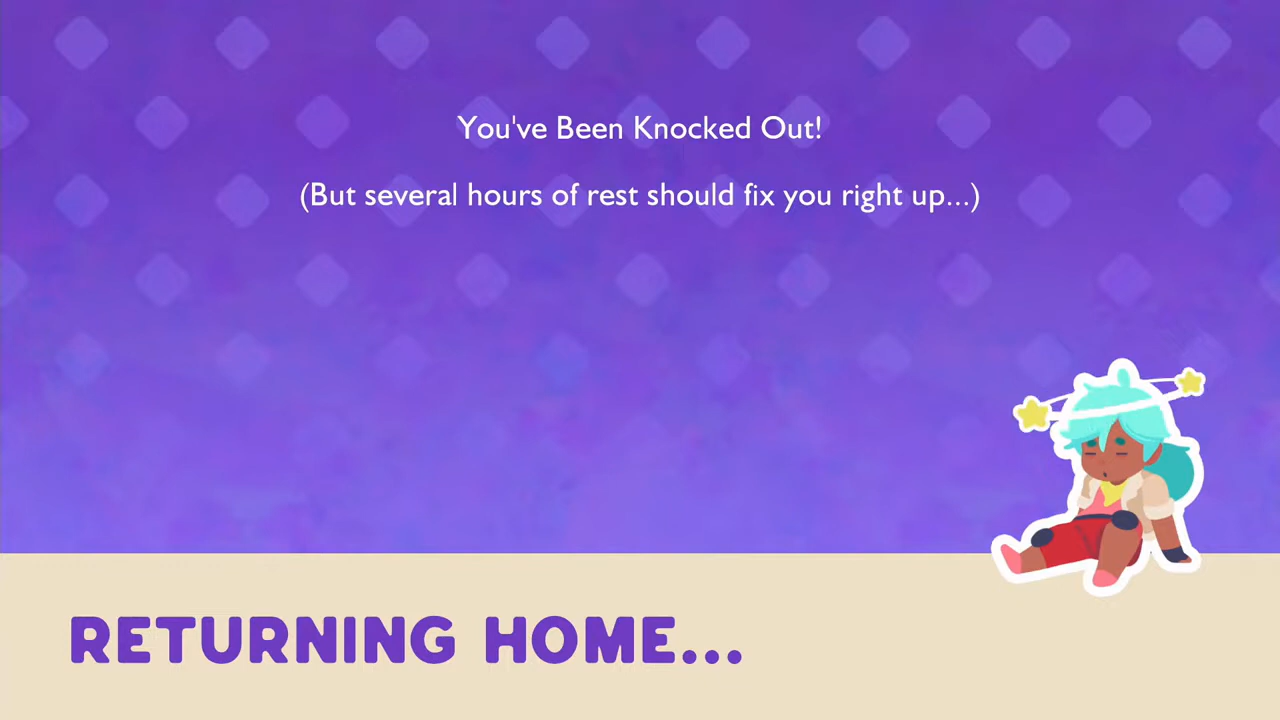 You've Been Knocked Out!
(But several hours of rest should fix you right up...)
RETURNING HOME...